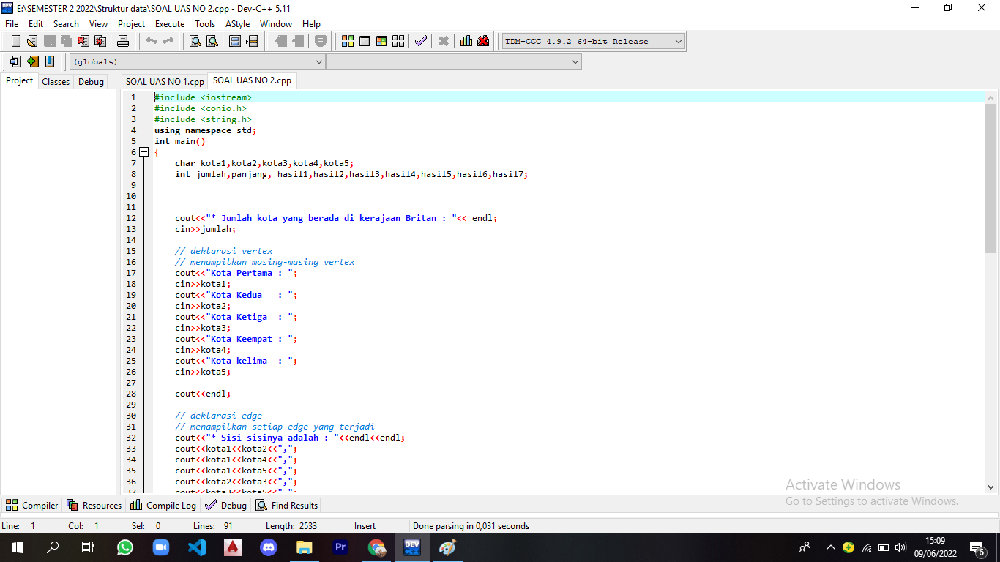 E:\SEMESTER 2 2022\Struktur data\SOAL UAS NO 2.cpp - Dev-C++ 5.11
File Edit Search View Project Execute Tools AStyle Window Help
TDM-GCC 4.9.2 64-bit Release
(globals)
Project Classes Debug SOAL UAS NO 1.cpp SOAL UAS NO 2.cpp
1 #include <iostream>
2 #include <conio.h>
3 #include <string.h>
4 using namespace std;
5 int main()
6 {
7 char kota1,kota2,kota3,kota4,kota5;
8 int jumlah,panjang, hasil1,hasil2,hasil3,hasil4,hasil5,hasil6,hasil7;
9
10
11
12 cout<<"* Jumlah kota yang berada di kerajaan Britan : "<< endl;
13 cin>>jumlah;
14
15 // deklarasi vertex
16 // menampilkan masing-masing vertex
17 cout<<"Kota Pertama : ";
18 cin>>kota1;
19 cout<<"Kota Kedua   : ";
20 cin>>kota2;
21 cout<<"Kota Ketiga  : ";
22 cin>>kota3;
23 cout<<"Kota Keempat : ";
24 cin>>kota4;
25 cout<<"Kota kelima  : ";
26 cin>>kota5;
27
28 cout<<endl;
29
30 // deklarasi edge
31 // menampilkan setiap edge yang terjadi
32 cout<<"* Sisi-sisinya adalah : "<<endl<<endl;
33 cout<<kota1<<kota2<<",";
34 cout<<kota1<<kota4<<",";
35 cout<<kota1<<kota5<<",";
36 cout<<kota2<<kota3<<",";
37 cout<<kota3<<kota5<<",";
Activate Windows
Go to Settings to activate Windows.
Compiler Resources Compile Log Debug Find Results
Line: 1 Col: 1 Sel: 0 Lines: 91 Length: 2533 Insert Done parsing in 0,031 seconds
Pr DEV 15:09
09/06/2022 6